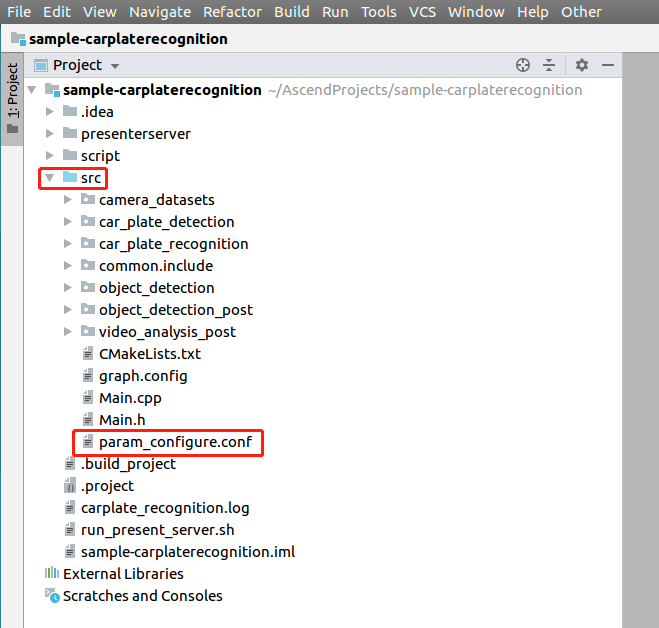 File Edit View Navigate Refactor Build Run Tools VCS Window Help Other
sample-carplaterecognition
1: Project
Project
sample-carplaterecognition ~/AscendProjects/sample-carplaterecognition
.idea
presenterserver
script
src
camera_datasets
car_plate_detection
car_plate_recognition
common.include
object_detection
object_detection_post
video_analysis_post
CMakeLists.txt
graph.config
Main.cpp
Main.h
param_configure.conf
.build_project
.project
carplate_recognition.log
run_present_server.sh
sample-carplaterecognition.iml
External Libraries
Scratches and Consoles